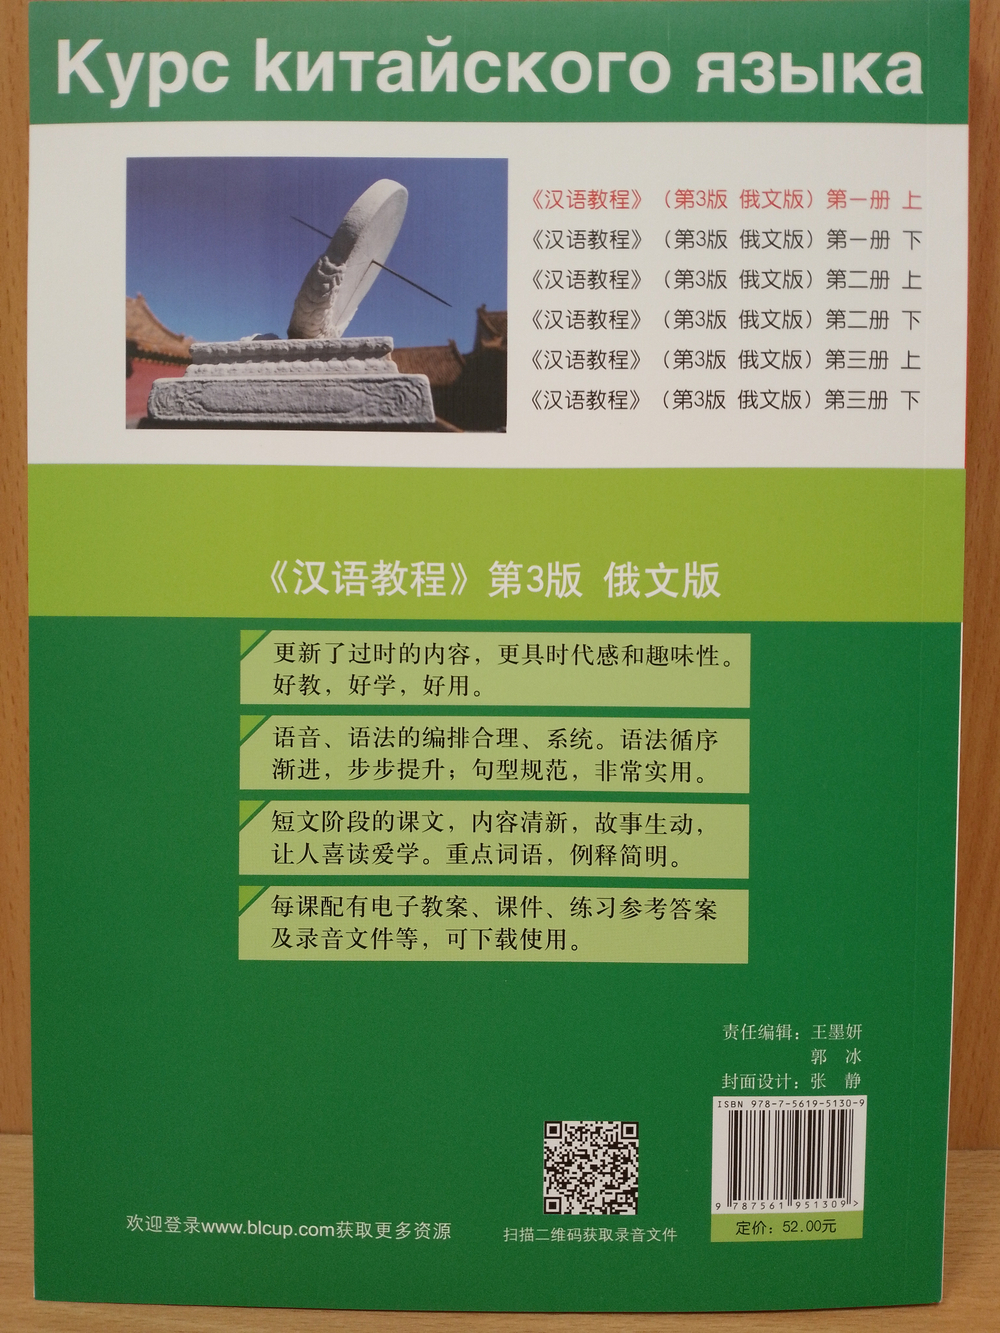 Курс китайского языка
《汉语教程》（第3版 俄文版）第一册 上
《汉语教程》（第3版 俄文版）第一册 下
《汉语教程》（第3版 俄文版）第二册 上
《汉语教程》（第3版 俄文版）第二册 下
《汉语教程》（第3版 俄文版）第三册 上
《汉语教程》（第3版 俄文版）第三册 下
《汉语教程》第3版 俄文版
更新了过时的内容，更具时代感和趣味性。
好教，好学，好用。
语音、语法的编排合理、系统。语法循序
渐进，步步提升；句型规范，非常实用。
短文阶段的课文，内容清新，故事生动，
让人喜读爱学。重点词语，例释简明。
每课配有电子教案、课件、练习参考答案
及录音文件等，可下载使用。
责任编辑：王墨妍
郭 冰
封面设计：张 静
ISBN 978-7-5619-5130-9
9 787561 951309 >
定价：52.00元
扫描二维码获取录音文件
欢迎登录www.blcup.com获取更多资源